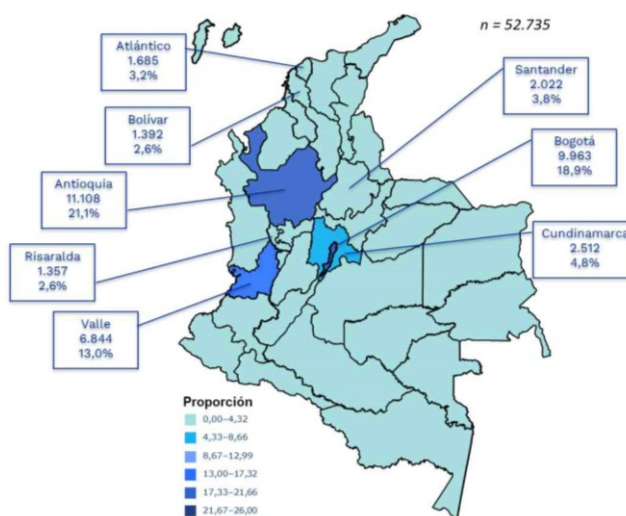 n = 52.735
Atlántico
1.685
3,2%
Santander
2.022
3,8%
Bolívar
1.392
2,6%
Bogotá
9.963
18,9%
Antioquia
11.108
21,1%
Cundinamarca
2.512
4,8%
Risaralda
1.357
2,6%
Valle
6.844
13,0%
Proporción
0,00–4,32
4,33–8,66
8,67–12,99
13,00–17,32
17,33–21,66
21,67–26,00